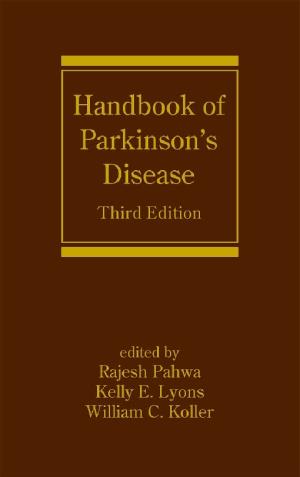 Handbook of
Parkinson's
Disease
Third Edition
edited by
Rajesh Pahwa
Kelly E. Lyons
William C. Koller